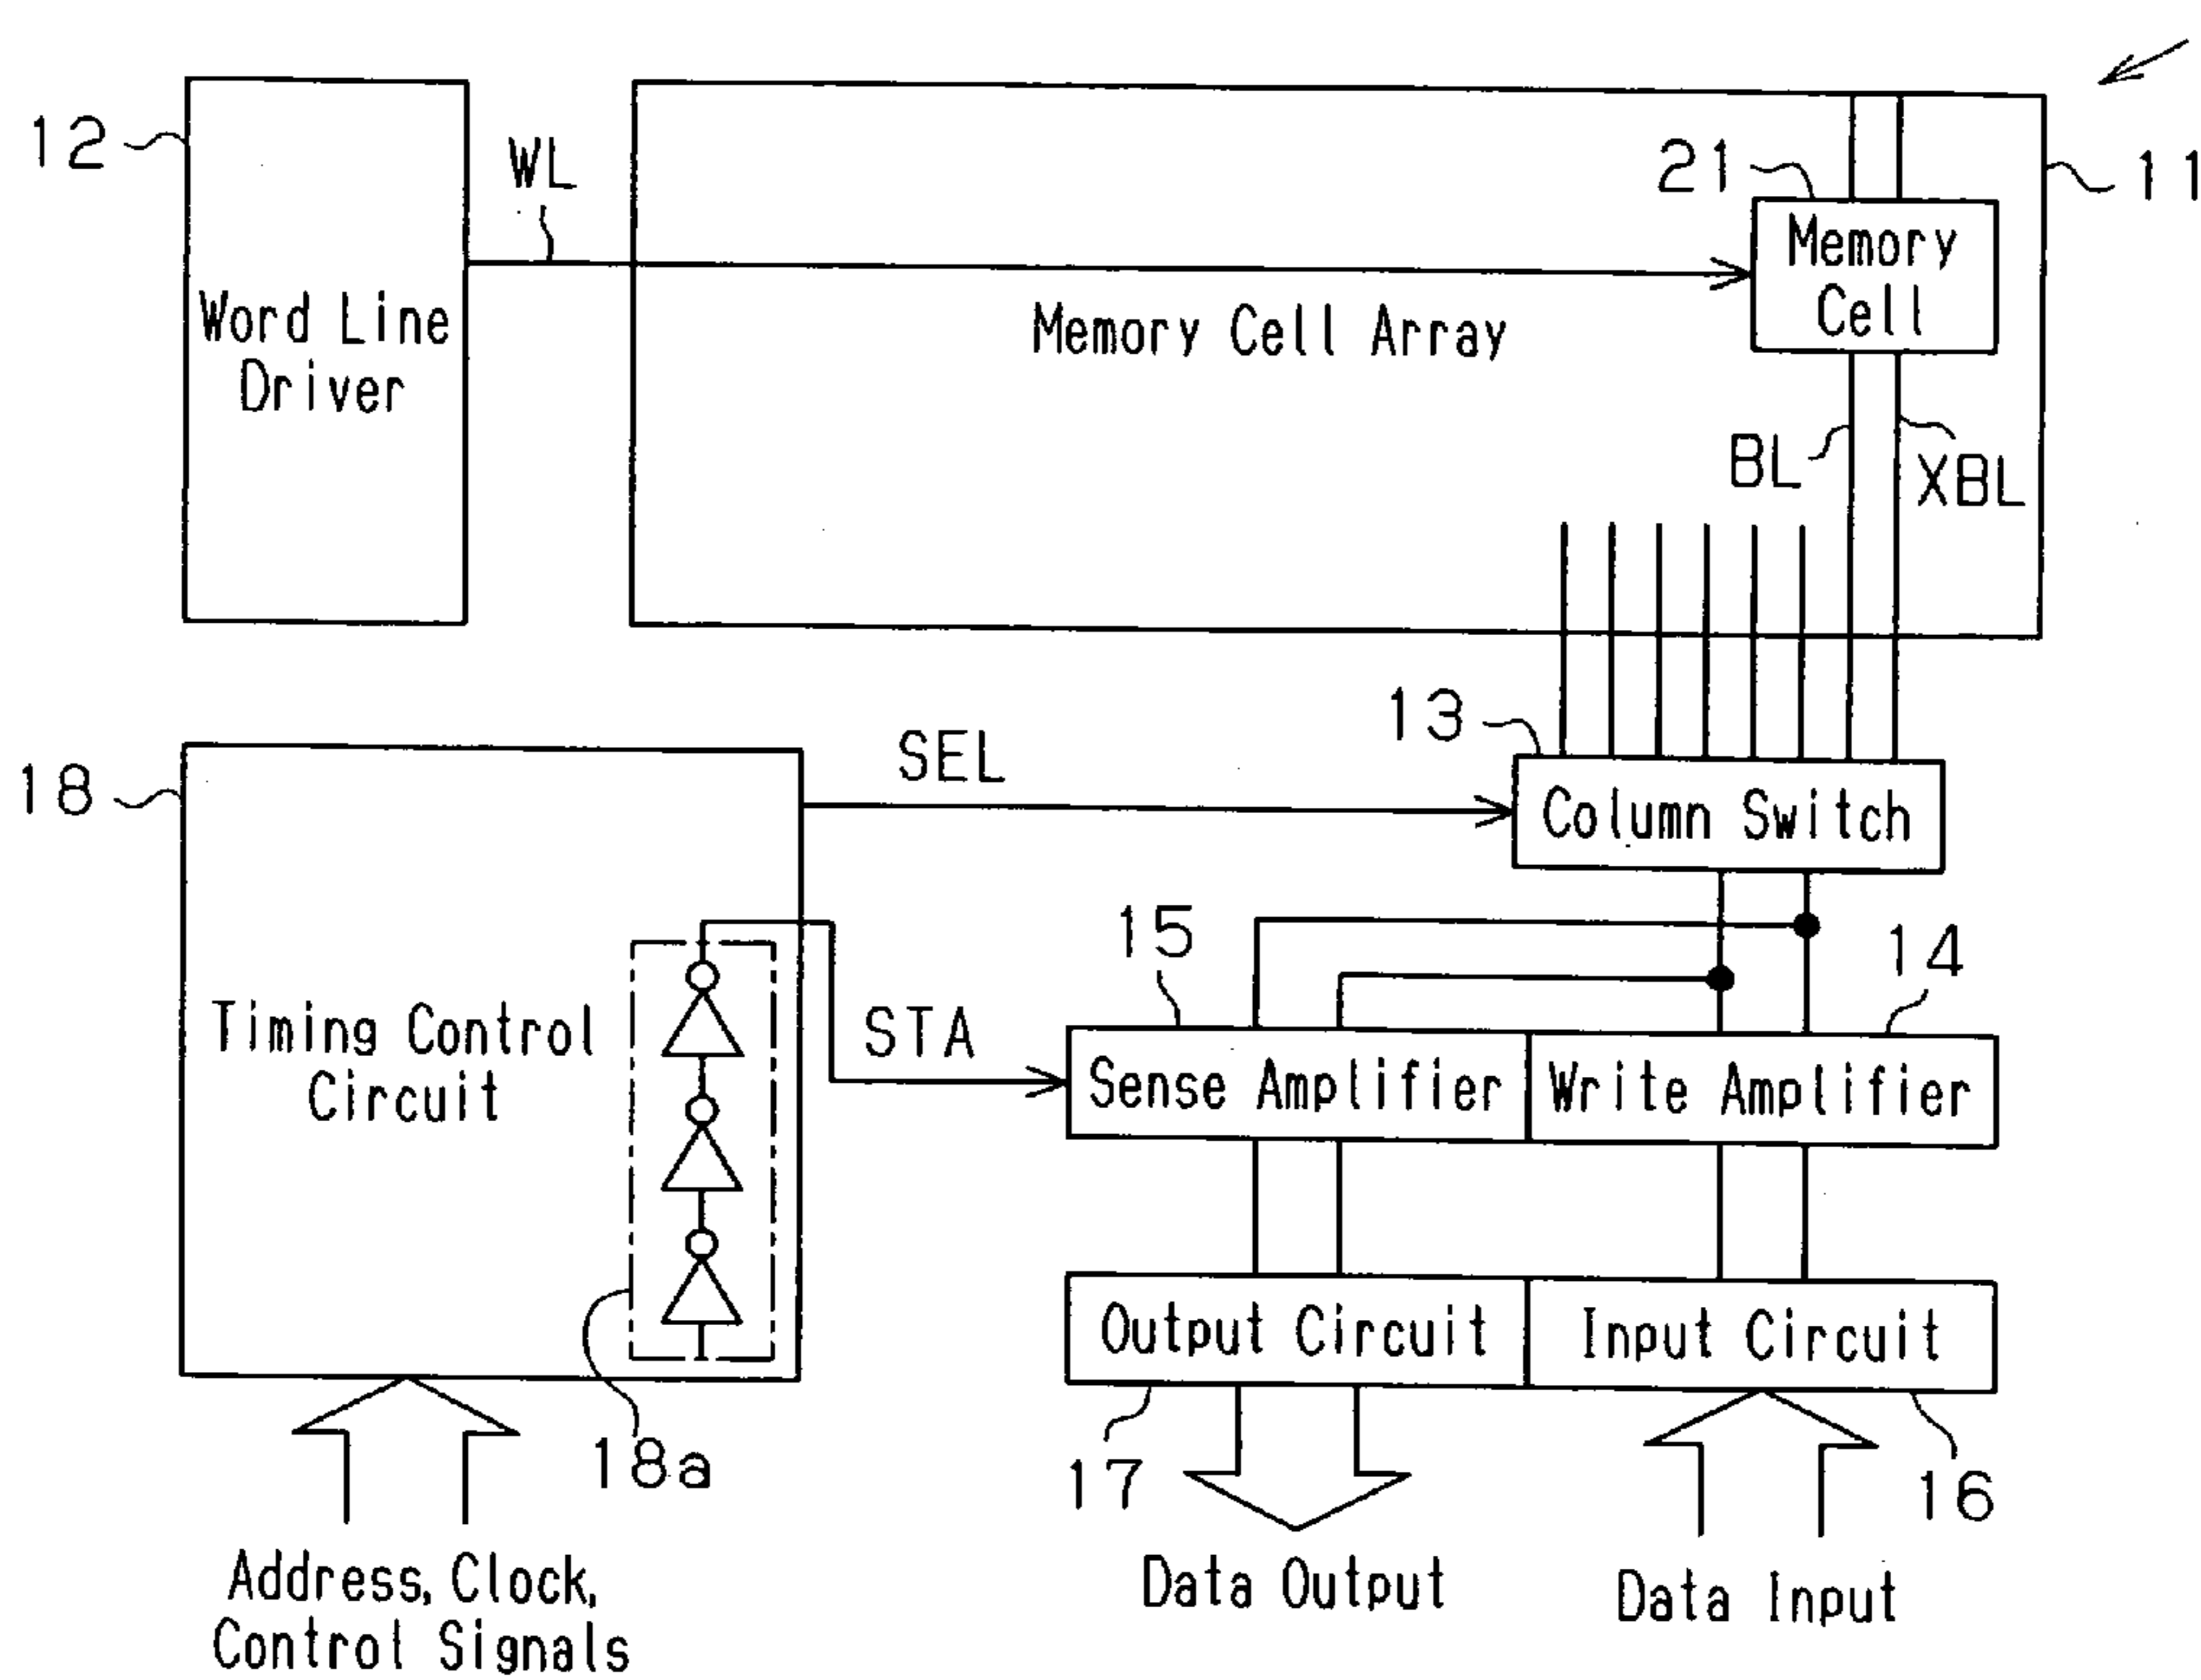 12
WL
21
11
Memory
Cell
Word Line
Driver
Memory Cell Array
BL
XBL
13
18
SEL
Column Switch
15
14
Timing Control
Circuit
STA
Sense Amplifier
Write Amplifier
Output Circuit
Input Circuit
18a
17
16
Address, Clock,
Control Signals
Data Output
Data Input